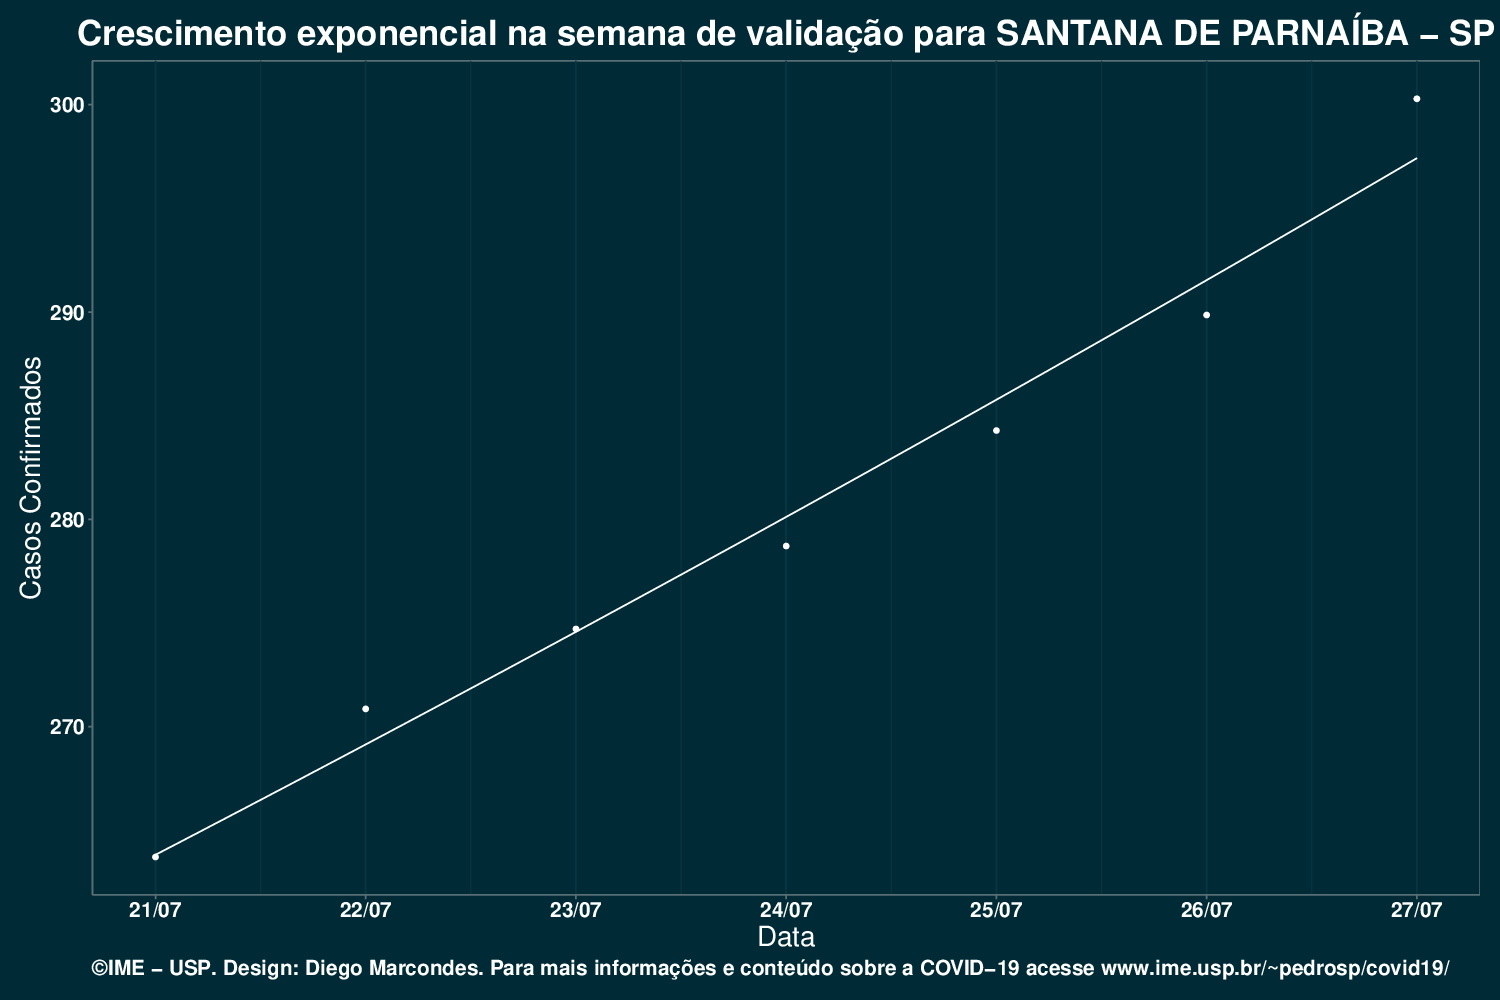 Crescimento exponencial na semana de validação para SANTANA DE PARNAÍBA – SP
300
290
280
270
Casos Confirmados
21/07 22/07 23/07 24/07 25/07 26/07 27/07
Data
©IME – USP. Design: Diego Marcondes. Para mais informações e conteúdo sobre a COVID–19 acesse www.ime.usp.br/~pedrosp/covid19/